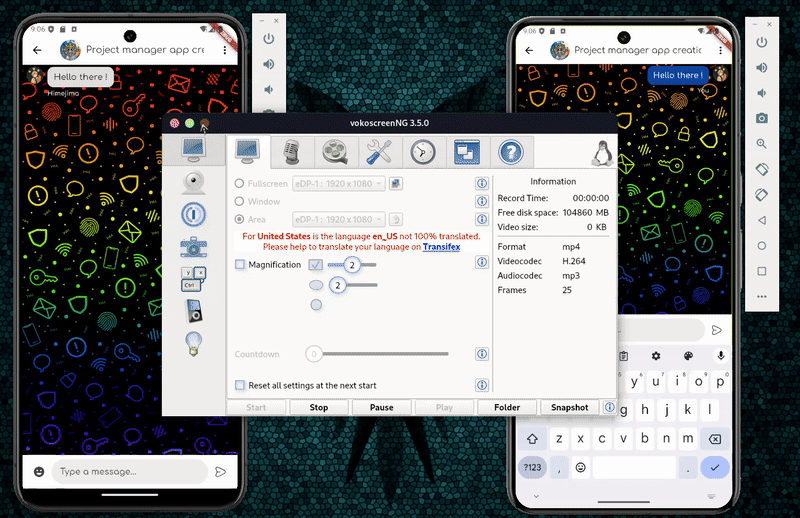 9:06
Project manager app cre
Hello there !
Himejima
Type a message...
vokoscreenNG 3.5.0
Fullscreen
eDP-1 : 1920 x 1080
Window
Area
eDP-1 : 1920 x 1080
For United States is the language en_US not 100% translated.
Please help to translate your language on Transifex
Magnification
2
2
Countdown
0
Reset all settings at the next start
Information
Record Time: 00:00:00
Free disk space: 104860 MB
Video size: 0 KB
Format mp4
Videocodec H.264
Audiocodec mp3
Frames 25
y x
Ctrl
Start Stop Pause Play Folder Snapshot
9:06
Project manager app creatio
Hello there !
You
y u i o p
g h j k l
z x c v b n m
?123 , .